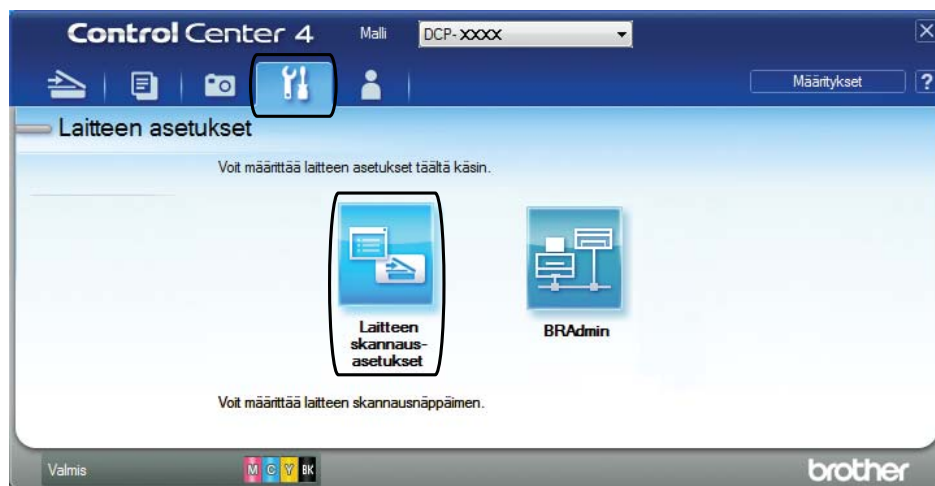 Control Center 4 Malli DCP- XXXX
Määritykset ?
Laitteen asetukset
Voit määrittää laitteen asetukset täältä käsin.
Laitteen
skannaus-
asetukset
BRAdmin
Voit määrittää laitteen skannausnäppäimen.
Valmis M C Y BK brother